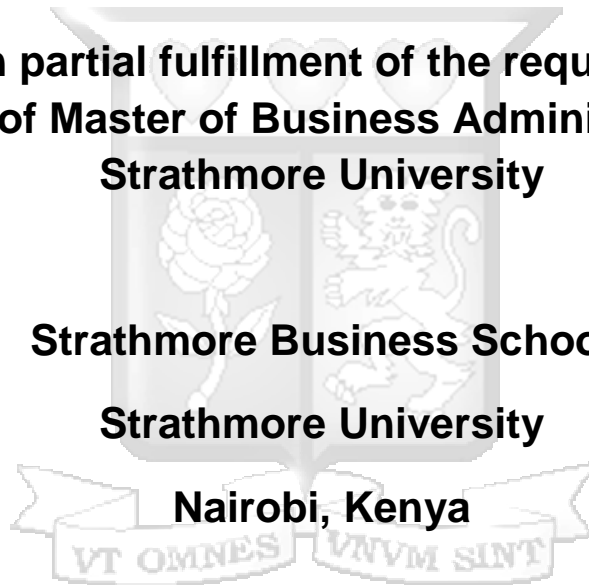 partial fulfillment of the
of Master of Business
Strathmore University
Strathmore Business
Strathmore University
Nairobi, Kenya
VT OMNES VNVM SINT